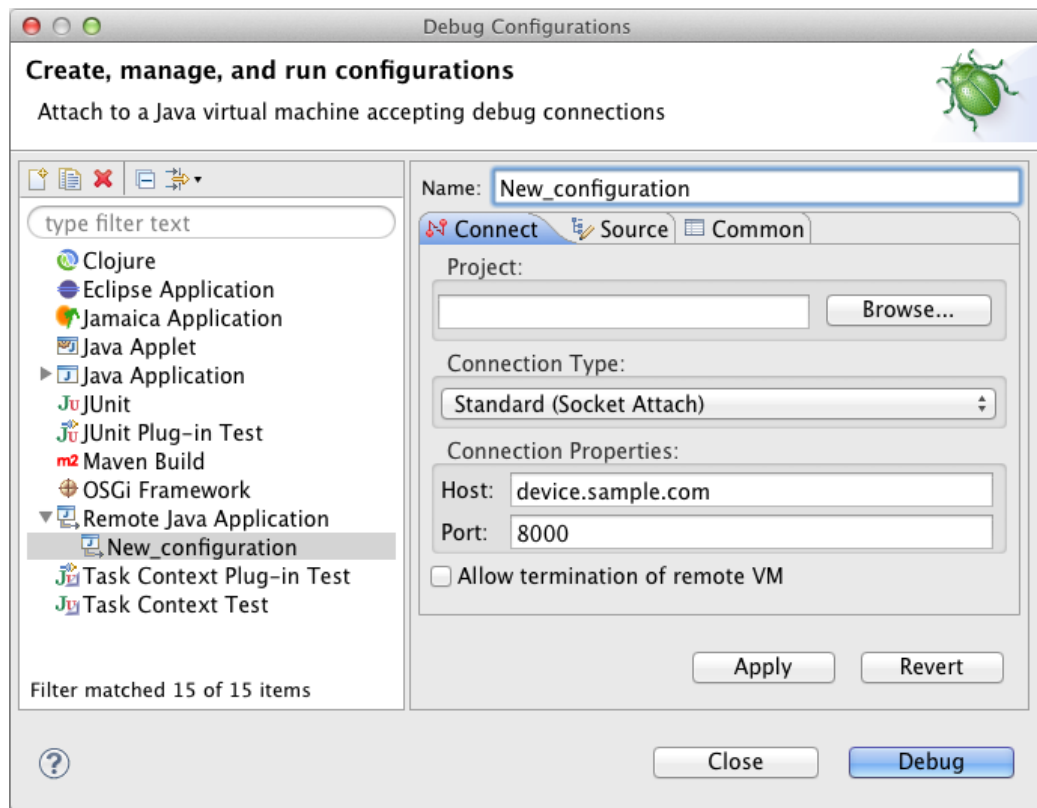 Debug Configurations
Create, manage, and run configurations
Attach to a Java virtual machine accepting debug connections
type filter text
Clojure
Eclipse Application
Jamaica Application
Java Applet
Java Application
JUnit
JUnit Plug-in Test
m2 Maven Build
OSGi Framework
Remote Java Application
New_configuration
Task Context Plug-in Test
Task Context Test
Filter matched 15 of 15 items
Name: New_configuration
Connect Source Common
Project:
Browse...
Connection Type:
Standard (Socket Attach)
Connection Properties:
Host: device.sample.com
Port: 8000
Allow termination of remote VM
Apply Revert
? Close Debug